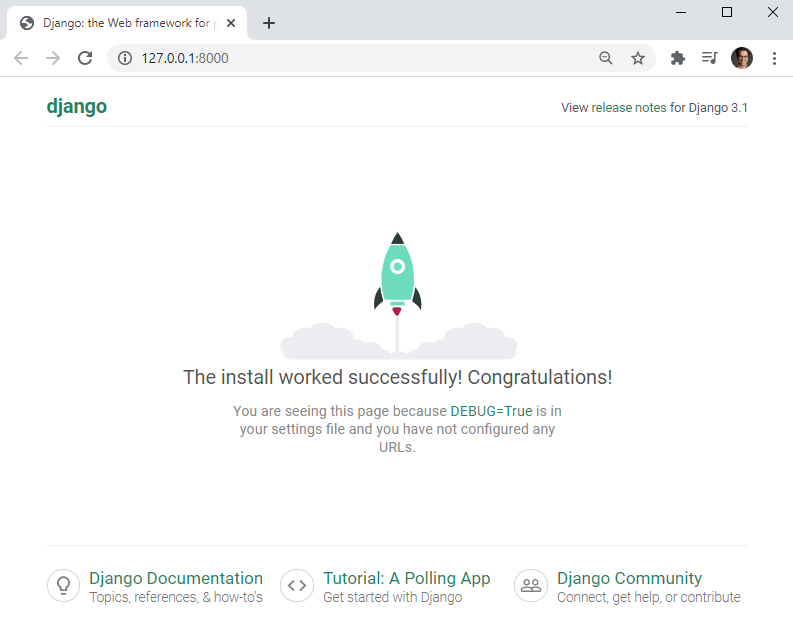 Django: the Web framework for p
127.0.0.1:8000
django
View release notes for Django 3.1
The install worked successfully! Congratulations!
You are seeing this page because DEBUG=True is in
your settings file and you have not configured any
URLs.
Django Documentation
Topics, references, & how-to's
Tutorial: A Polling App
Get started with Django
Django Community
Connect, get help, or contribute